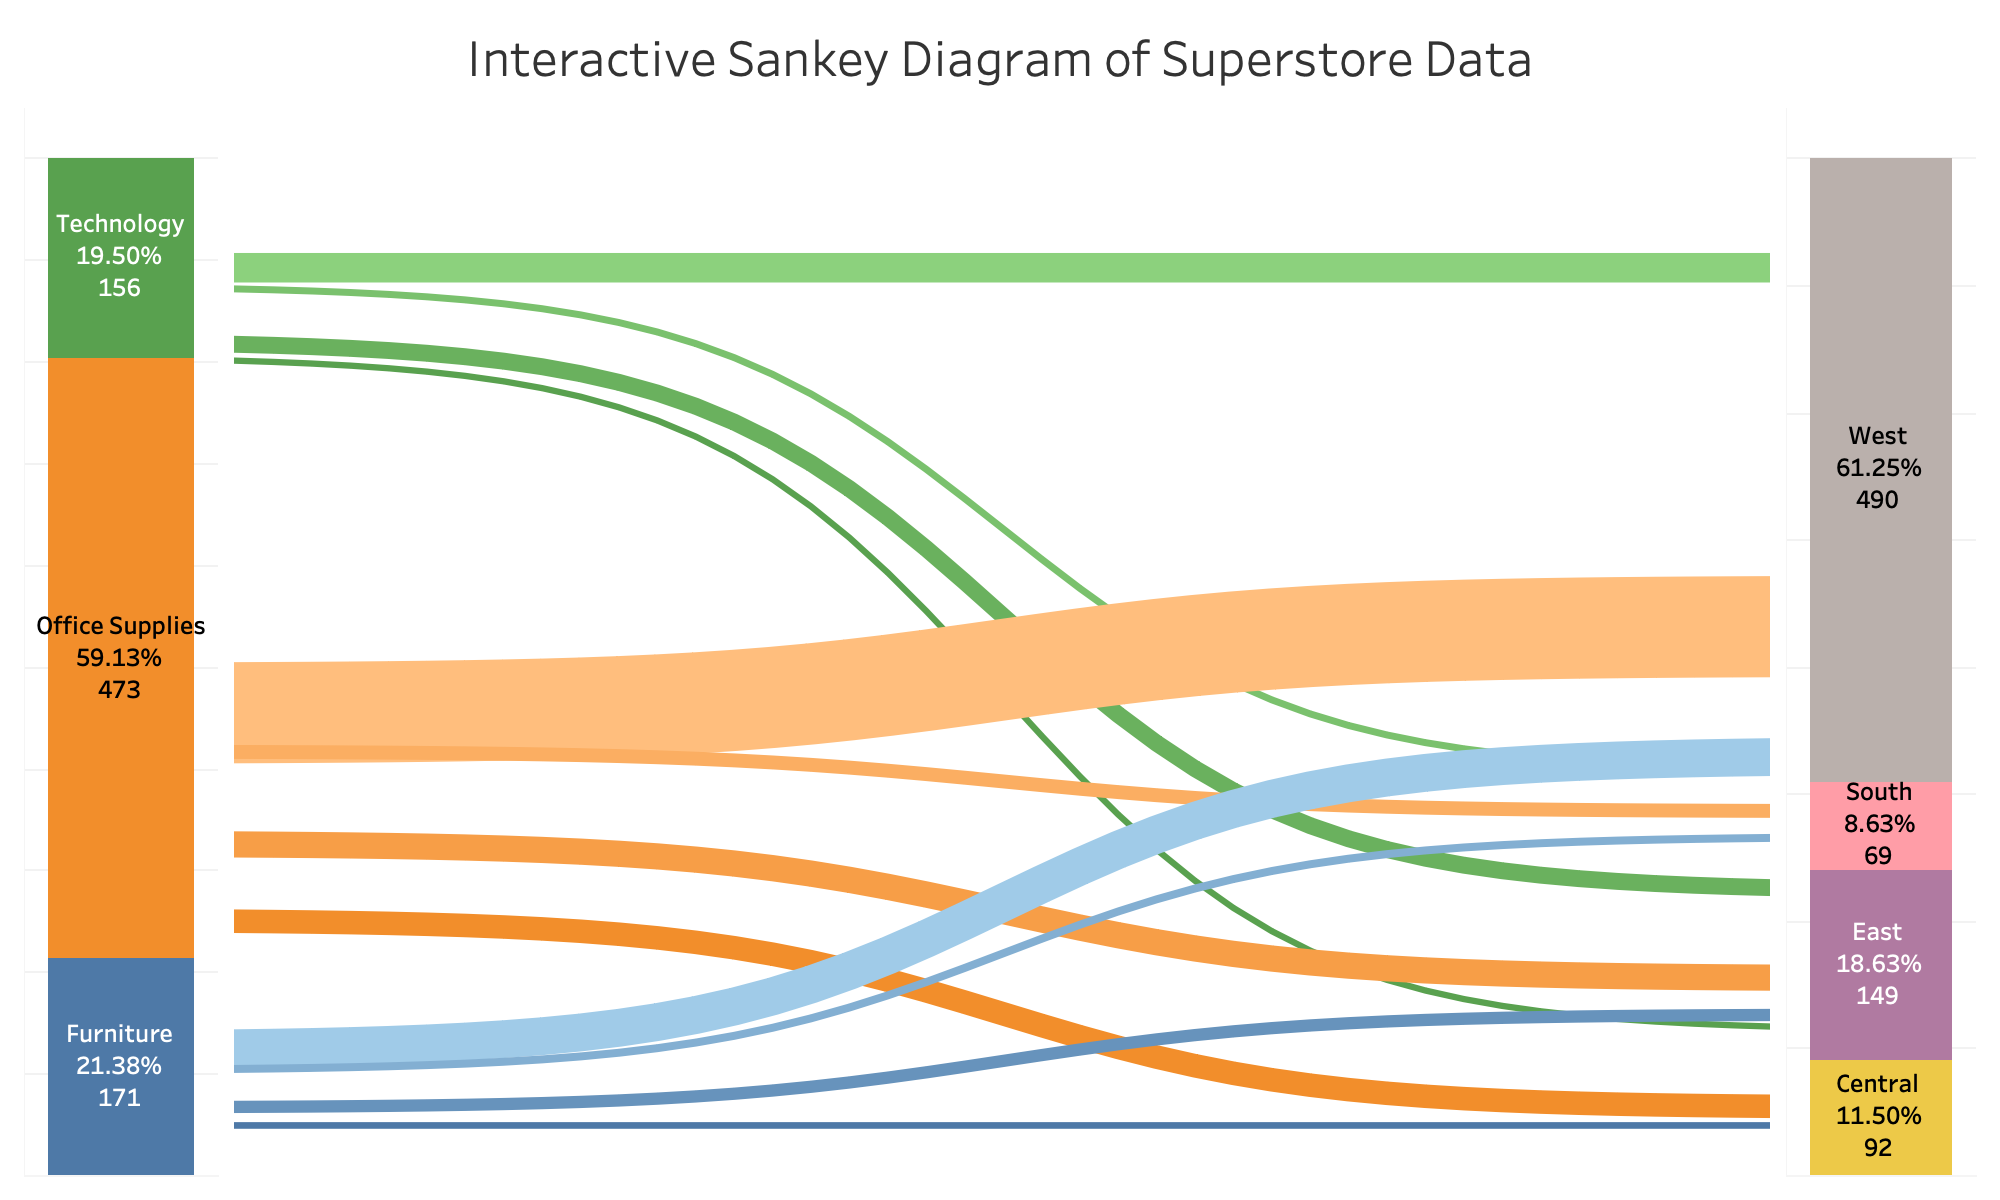 Interactive Sankey Diagram of Superstore Data
Technology
19.50%
156
Office Supplies
59.13%
473
Furniture
21.38%
171
West
61.25%
490
South
8.63%
69
East
18.63%
149
Central
11.50%
92